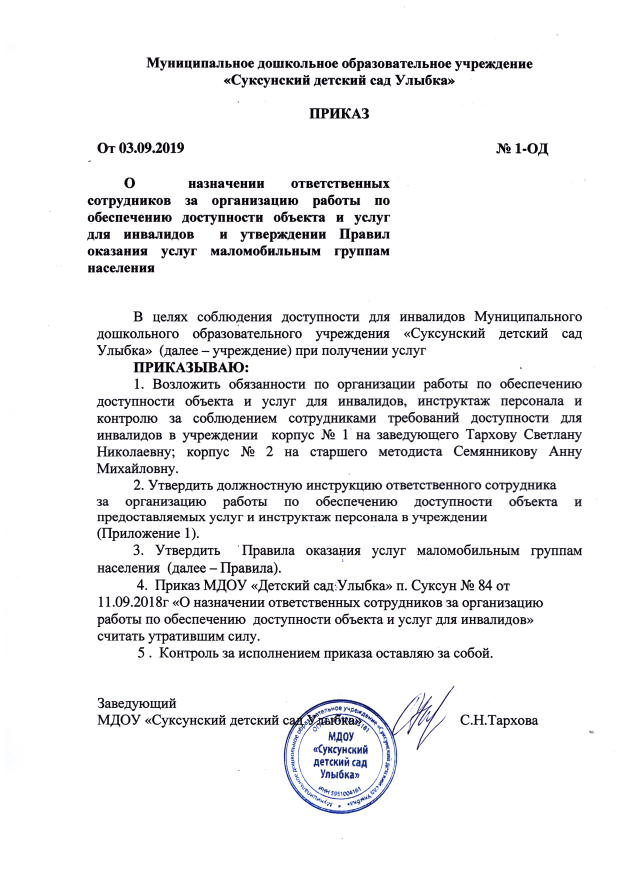 Муниципальное дошкольное образовательное учреждение
«Суксунский детский сад Улыбка»
ПРИКАЗ
От 03.09.2019 № 1-ОД
О назначении ответственных
сотрудников за организацию работы по
обеспечению доступности объекта и услуг
для инвалидов и утверждении Правил
оказания услуг маломобильным группам
населения
В целях соблюдения доступности для инвалидов Муниципального
дошкольного образовательного учреждения «Суксунский детский сад
Улыбка» (далее – учреждение) при получении услуг
ПРИКАЗЫВАЮ:
1. Возложить обязанности по организации работы по обеспечению
доступности объекта и услуг для инвалидов, инструктаж персонала и
контролю за соблюдением сотрудниками требований доступности для
инвалидов в учреждении корпус № 1 на заведующего Тархову Светлану
Николаевну; корпус № 2 на старшего методиста Семянникову Анну
Михайловну.
2. Утвердить должностную инструкцию ответственного сотрудника
за организацию работы по обеспечению доступности объекта и
предоставляемых услуг и инструктаж персонала в учреждении
(Приложение 1).
3. Утвердить Правила оказания услуг маломобильным группам
населения (далее – Правила).
4. Приказ МДОУ «Детский сад Улыбка» п. Суксун № 84 от
11.09.2018г «О назначении ответственных сотрудников за организацию
работы по обеспечению доступности объекта и услуг для инвалидов»
считать утратившим силу.
5 . Контроль за исполнением приказа оставляю за собой.
Заведующий
МДОУ «Суксунский детский сад Улыбка» С.Н.Тархова
МДОУ
«Суксунский
детский сад
Улыбка»
ИНН 5951004161